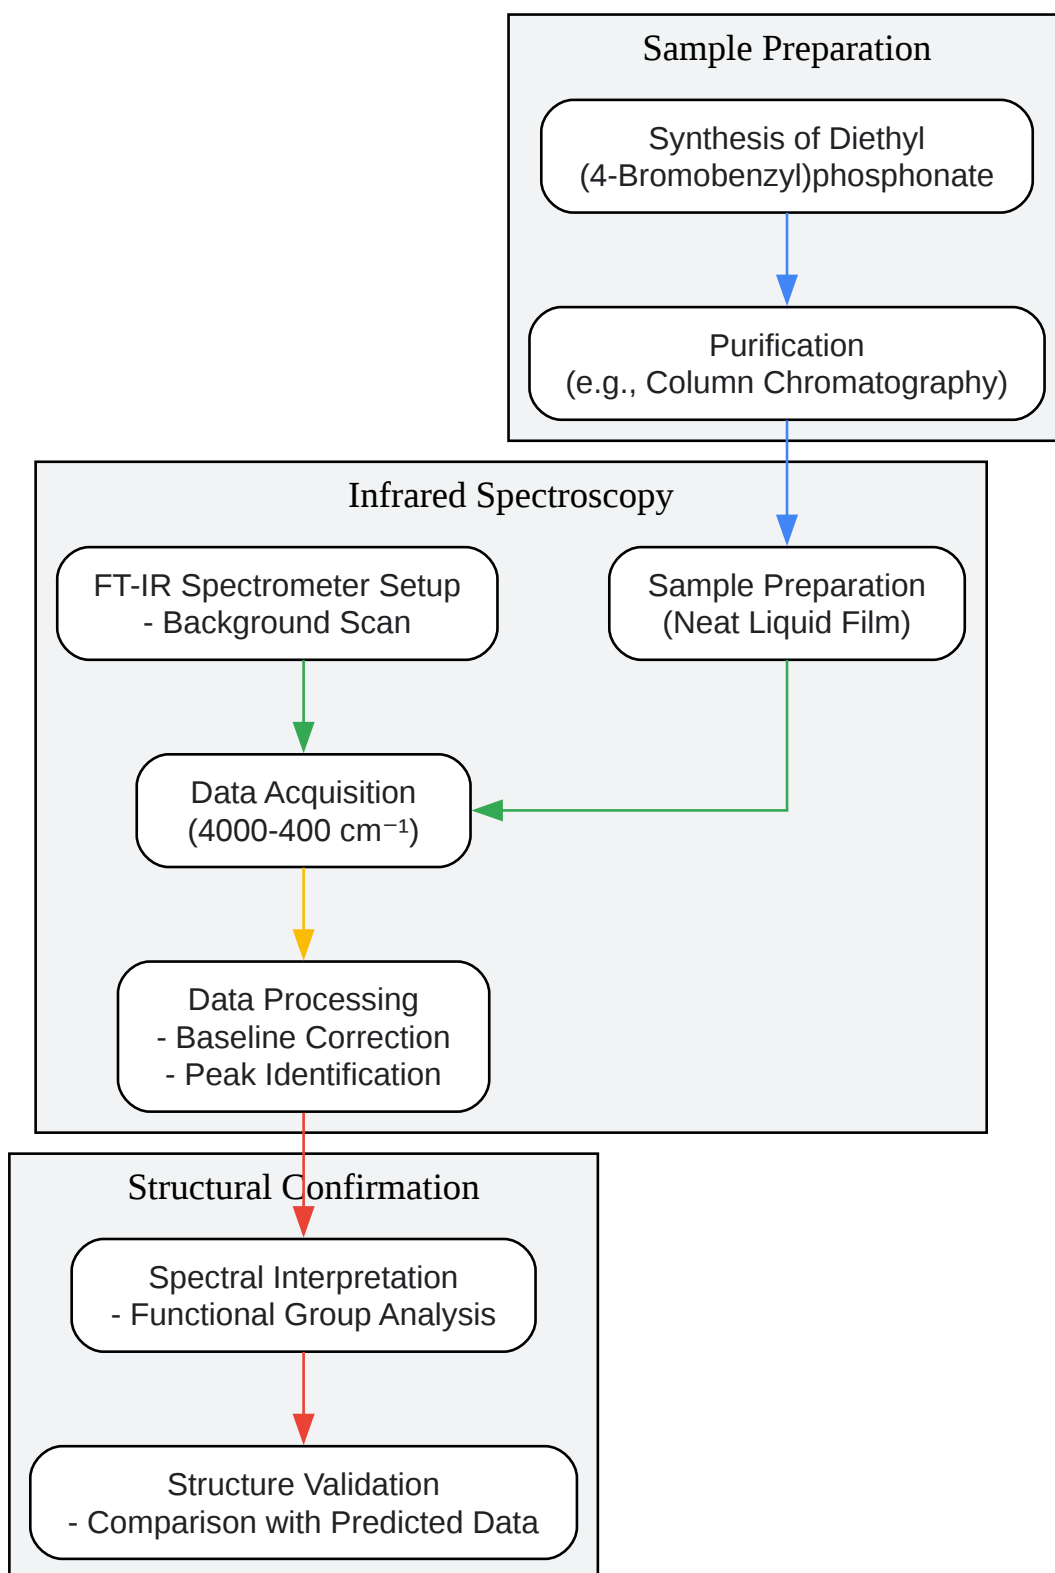 Sample Preparation
Synthesis of Diethyl
(4-Bromobenzyl)phosphonate
Purification
(e.g., Column Chromatography)
Infrared Spectroscopy
FT-IR Spectrometer Setup
- Background Scan
Sample Preparation
(Neat Liquid Film)
Data Acquisition
(4000-400 cm⁻¹)
Data Processing
- Baseline Correction
- Peak Identification
Structural Confirmation
Spectral Interpretation
- Functional Group Analysis
Structure Validation
- Comparison with Predicted Data